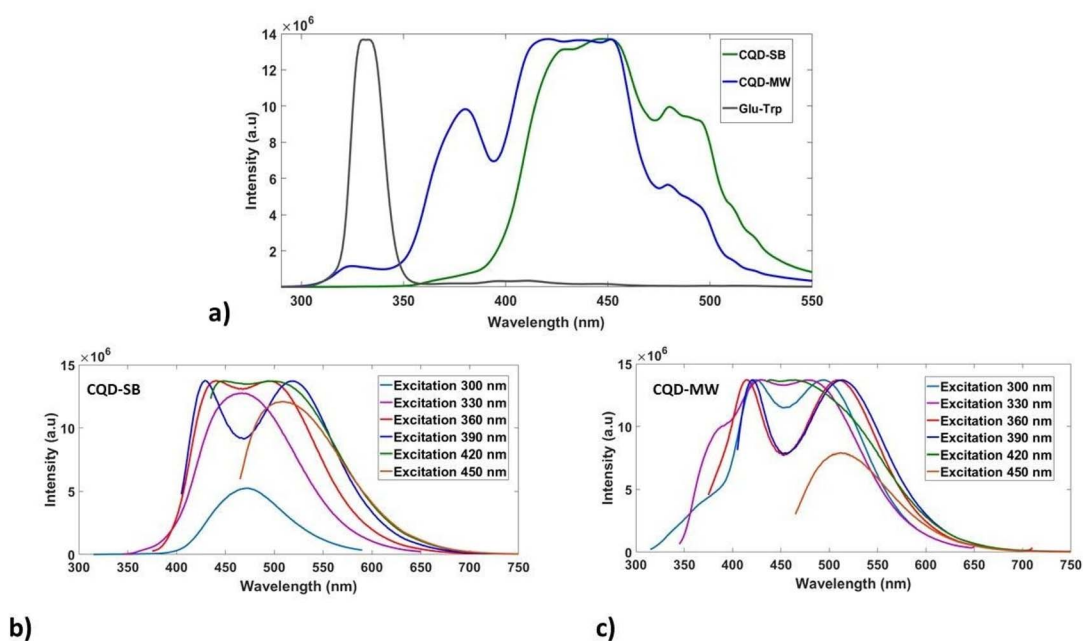 ×10⁶
14
12
10
8
6
4
2
Intensity (a.u)
CQD-SB
CQD-MW
Glu-Trp
300 350 400 450 500 550
Wavelength (nm)
a)
×10⁶
15
10
5
0
Intensity (a.u)
CQD-SB
Excitation 300 nm
Excitation 330 nm
Excitation 360 nm
Excitation 390 nm
Excitation 420 nm
Excitation 450 nm
300 350 400 450 500 550 600 650 700 750
Wavelength (nm)
b)
×10⁶
15
10
5
0
Intensity (a.u)
CQD-MW
Excitation 300 nm
Excitation 330 nm
Excitation 360 nm
Excitation 390 nm
Excitation 420 nm
Excitation 450 nm
300 350 400 450 500 550 600 650 700 750
Wavelength (nm)
c)